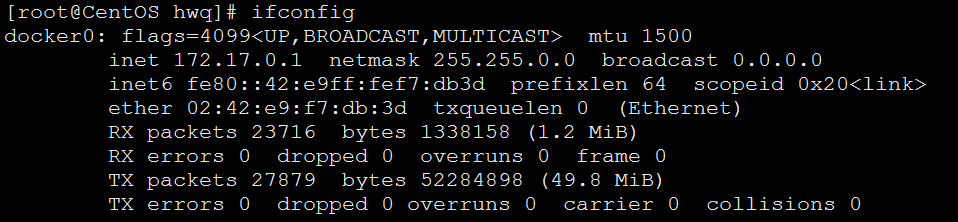 [root@CentOS hwq]# ifconfig
docker0: flags=4099<UP,BROADCAST,MULTICAST>  mtu 1500
        inet 172.17.0.1  netmask 255.255.0.0  broadcast 0.0.0.0
        inet6 fe80::42:e9ff:fef7:db3d  prefixlen 64  scopeid 0x20<link>
        ether 02:42:e9:f7:db:3d  txqueuelen 0  (Ethernet)
        RX packets 23716  bytes 1338158 (1.2 MiB)
        RX errors 0  dropped 0  overruns 0  frame 0
        TX packets 27879  bytes 52284898 (49.8 MiB)
        TX errors 0  dropped 0 overruns 0  carrier 0  collisions 0